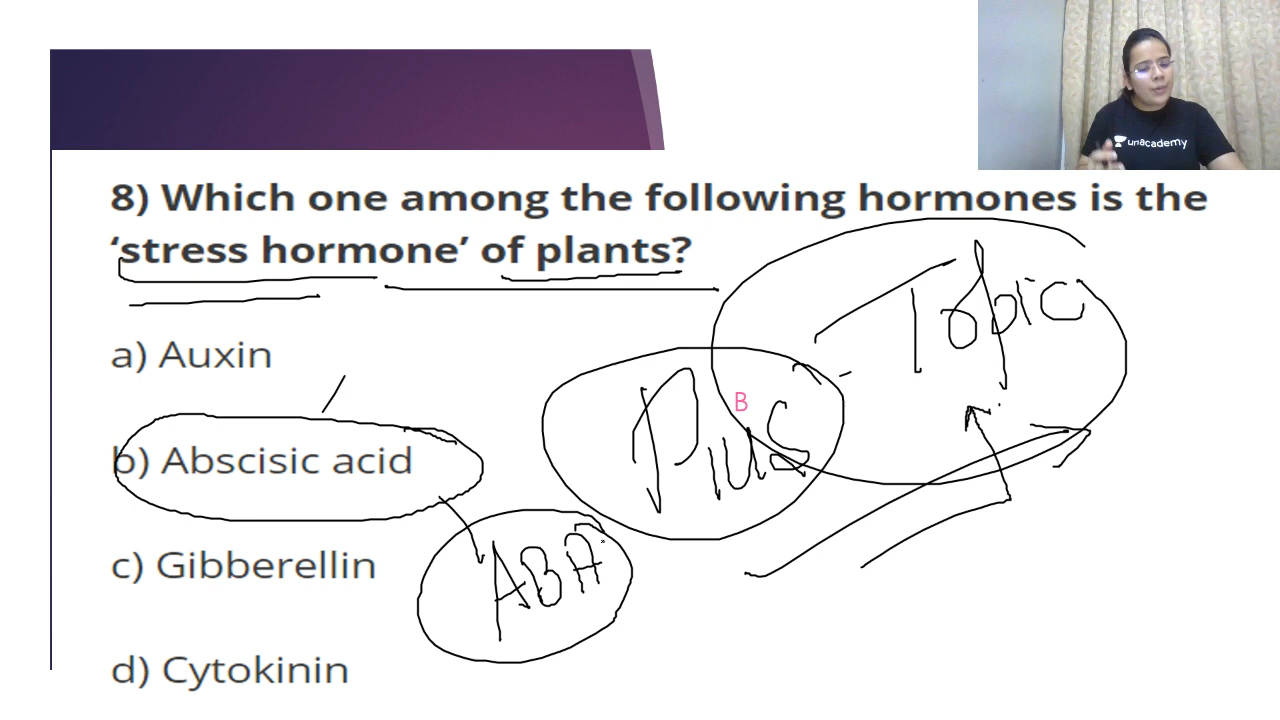 unacademy
8) Which one among the following hormones is the
‘stress hormone’ of plants?
Topic
a) Auxin
B
Plus
b) Abscisic acid
ABA
c) Gibberellin
d) Cytokinin